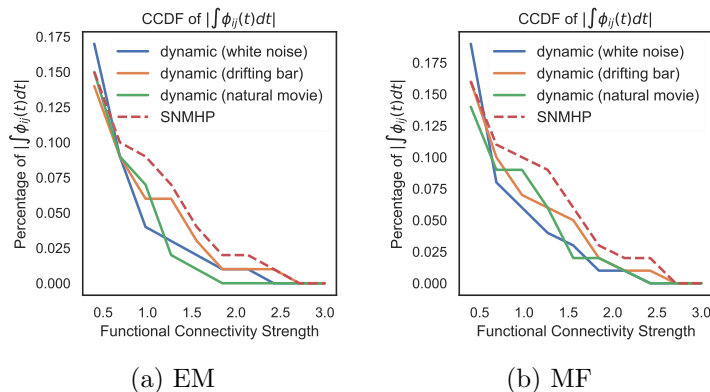 CCDF of |∫ϕij(t)dt|
0.175
0.150
0.125
0.100
0.075
0.050
0.025
0.000
Percentage of |∫ϕij(t)dt|
dynamic (white noise)
dynamic (drifting bar)
dynamic (natural movie)
SNMHP
0.5 1.0 1.5 2.0 2.5 3.0
Functional Connectivity Strength
(a) EM
CCDF of |∫ϕij(t)dt|
0.175
0.150
0.125
0.100
0.075
0.050
0.025
0.000
Percentage of |∫ϕij(t)dt|
dynamic (white noise)
dynamic (drifting bar)
dynamic (natural movie)
SNMHP
0.5 1.0 1.5 2.0 2.5 3.0
Functional Connectivity Strength
(b) MF